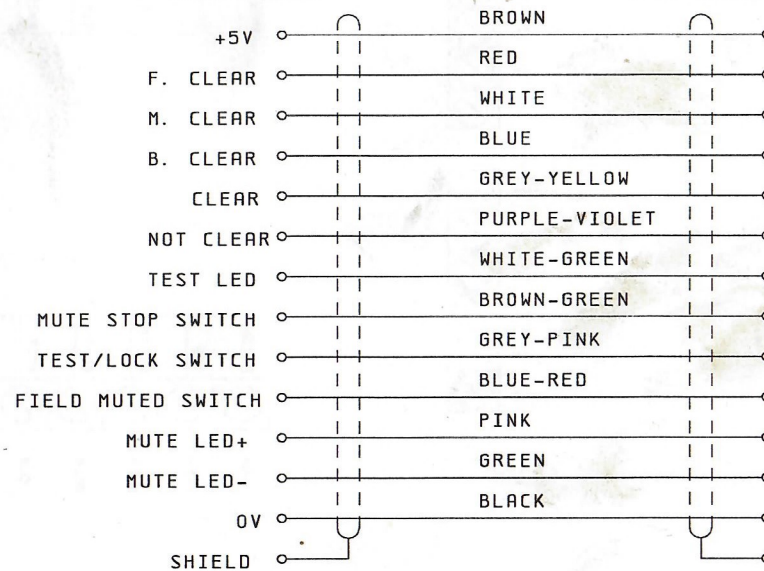 BROWN
+5V
RED
F. CLEAR
WHITE
M. CLEAR
BLUE
B. CLEAR
GREY-YELLOW
CLEAR
PURPLE-VIOLET
NOT CLEAR
WHITE-GREEN
TEST LED
BROWN-GREEN
MUTE STOP SWITCH
GREY-PINK
TEST/LOCK SWITCH
BLUE-RED
FIELD MUTED SWITCH
PINK
MUTE LED+
GREEN
MUTE LED-
BLACK
0V
SHIELD